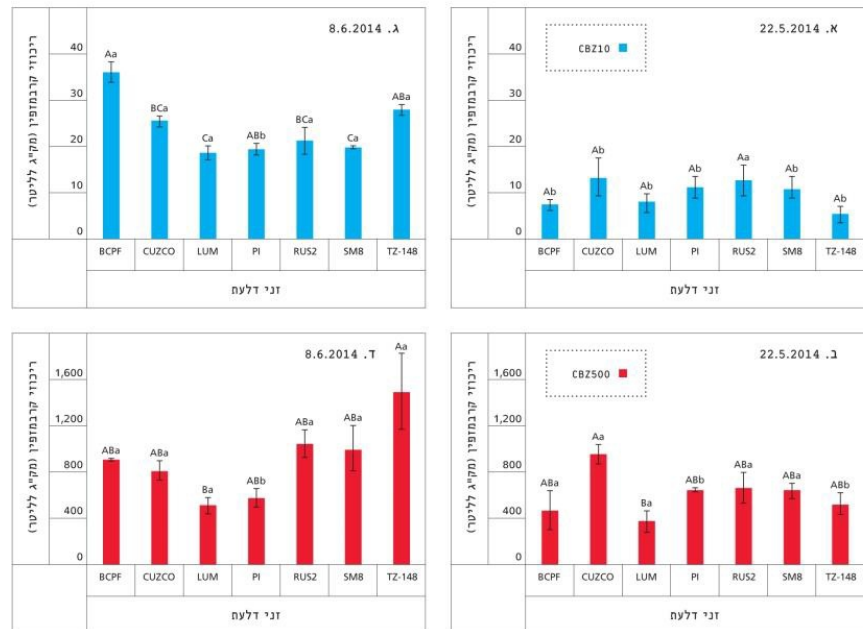 א. 22.5.2014
CBZ10
ריכוזי קרבמזפין (מק"ג לליטר)
40
30
20
10
0
Ab Ab Ab Ab Aa Ab Ab
BCPF CUZCO LUM PI RUS2 SM8 TZ-148
זני דלעת
ג. 8.6.2014
ריכוזי קרבמזפין (מק"ג לליטר)
40
30
20
10
0
Aa BCa Ca ABb BCa Ca ABa
BCPF CUZCO LUM PI RUS2 SM8 TZ-148
זני דלעת
ב. 22.5.2014
CBZ500
ריכוזי קרבמזפין (מק"ג לליטר)
1,600
1,200
800
400
0
ABa Aa Ba ABb ABa ABa ABb
BCPF CUZCO LUM PI RUS2 SM8 TZ-148
זני דלעת
ד. 8.6.2014
ריכוזי קרבמזפין (מק"ג לליטר)
1,600
1,200
800
400
0
ABa ABa Ba ABb ABa ABa Aa
BCPF CUZCO LUM PI RUS2 SM8 TZ-148
זני דלעת